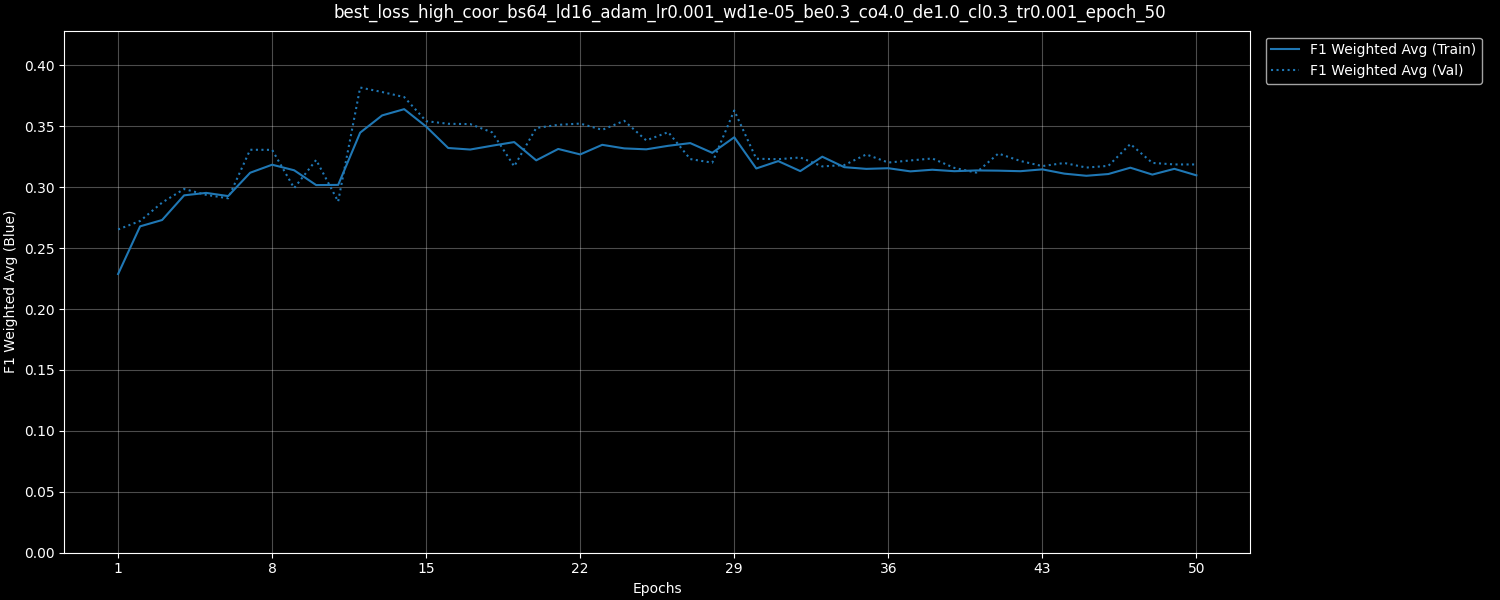 best_loss_high_coor_bs64_ld16_adam_lr0.001_wd1e-05_be0.3_co4.0_de1.0_cl0.3_tr0.001_epoch_50
F1 Weighted Avg (Train)
F1 Weighted Avg (Val)
F1 Weighted Avg (Blue)
0.40
0.35
0.30
0.25
0.20
0.15
0.10
0.05
0.00
1 8 15 22 29 36 43 50
Epochs